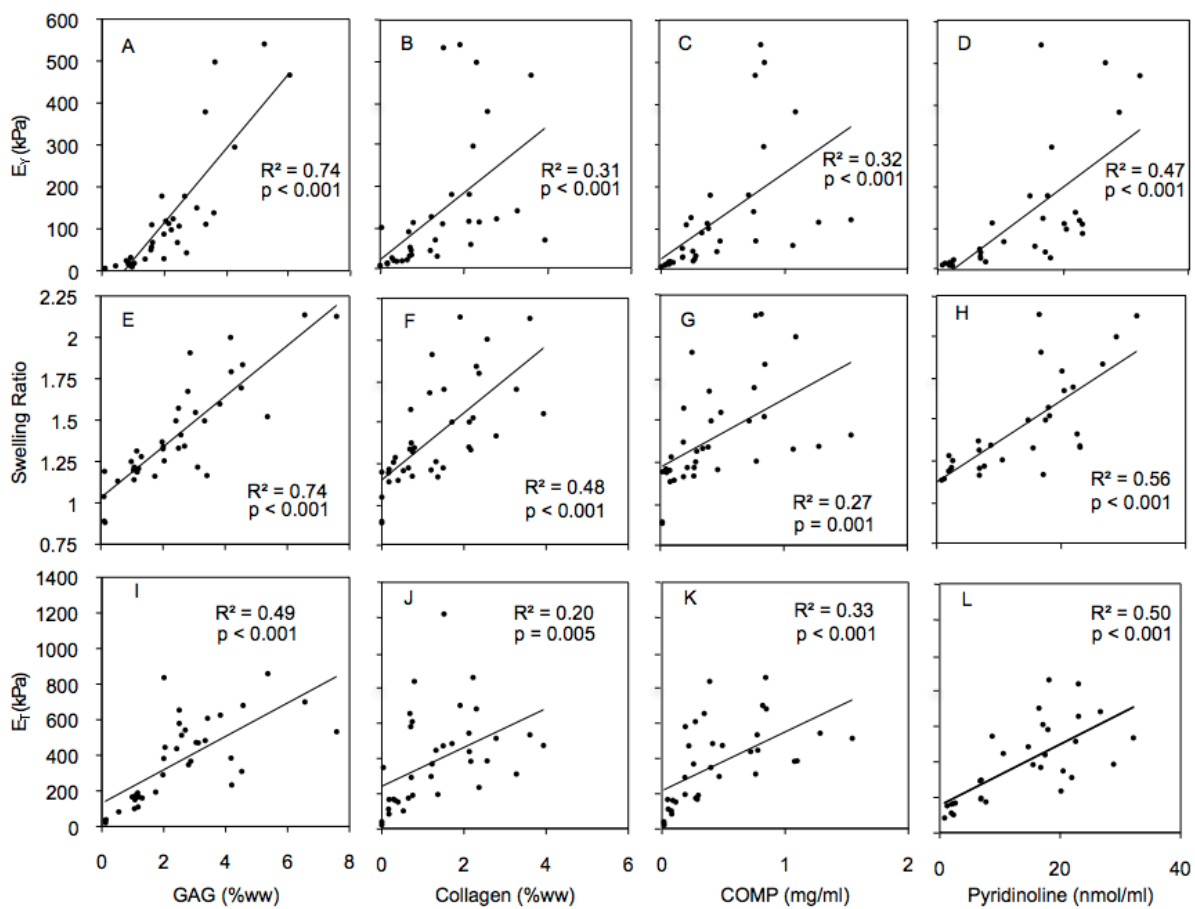 600
500
400
300
200
100
0
E_Y (kPa)
A
R² = 0.74
p < 0.001
B
R² = 0.31
p < 0.001
C
R² = 0.32
p < 0.001
D
R² = 0.47
p < 0.001
2.25
2
1.75
1.5
1.25
1
0.75
Swelling Ratio
E
R² = 0.74
p < 0.001
F
R² = 0.48
p < 0.001
G
R² = 0.27
p = 0.001
H
R² = 0.56
p < 0.001
1400
1200
1000
800
600
400
200
0
E_T (kPa)
I
R² = 0.49
p < 0.001
J
R² = 0.20
p = 0.005
K
R² = 0.33
p < 0.001
L
R² = 0.50
p < 0.001
0 2 4 6 8
GAG (%ww)
0 2 4 6
Collagen (%ww)
0 1 2
COMP (mg/ml)
0 20 40
Pyridinoline (nmol/ml)